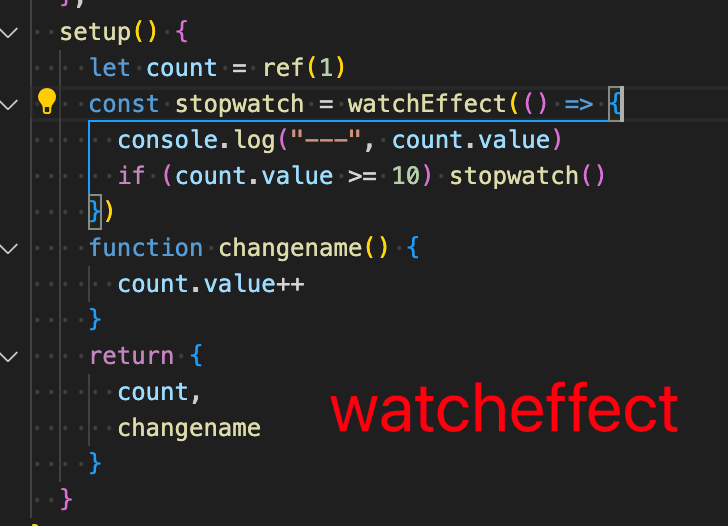 },
setup() {
let count = ref(1)
const stopwatch = watchEffect(() => {
console.log("---", count.value)
if (count.value >= 10) stopwatch()
})
function changename() {
count.value++
}
return {
count,
changename
}
}
watcheffect